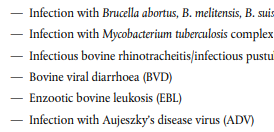 — Infection with Brucella abortus, B. melitensis, B. suis
— Infection with Mycobacterium tuberculosis complex
— Infectious bovine rhinotracheitis/infectious
— Bovine viral diarrhoea (BVD)
— Enzootic bovine leukosis (EBL)
— Infection with Aujeszky's disease virus (ADV)